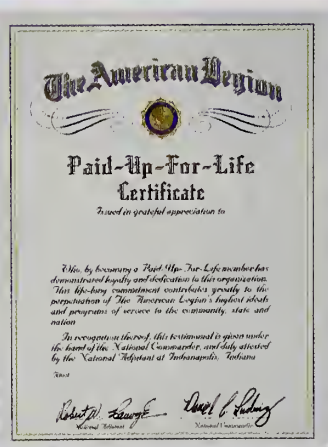 The American Legion
Paid-Up-For-Life
Certificate
Issued in grateful appreciation to
Who, by becoming a Paid-Up-For-Life member has
demonstrated loyalty and dedication to this organization.
This life-long commitment contributes greatly to the
perpetuation of The American Legion's highest ideals
and programs of service to the community, state and
nation
In recognition thereof, this testimonial is given under
the hand of the National Commander, and duly attested
by the National Adjutant at Indianapolis, Indiana
Attest
National Adjutant National Commander